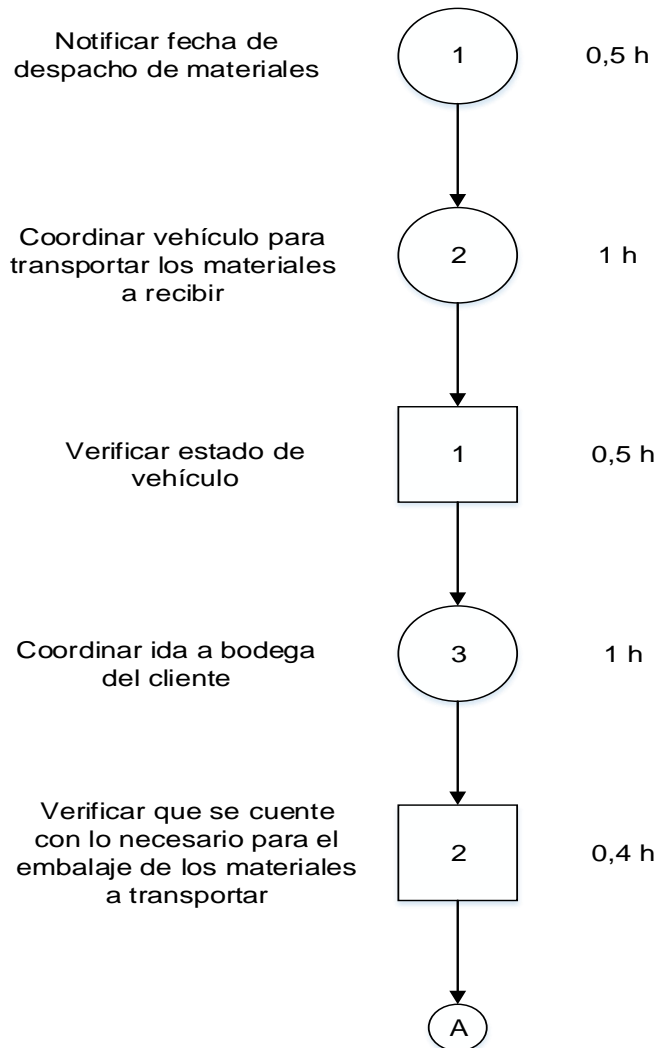 Notificar fecha de
despacho de materiales
1
0,5 h
Coordinar vehículo para
transportar los materiales
a recibir
2
1 h
Verificar estado de
vehículo
1
0,5 h
Coordinar ida a bodega
del cliente
3
1 h
Verificar que se cuente
con lo necesario para el
embalaje de los materiales
a transportar
2
0,4 h
A